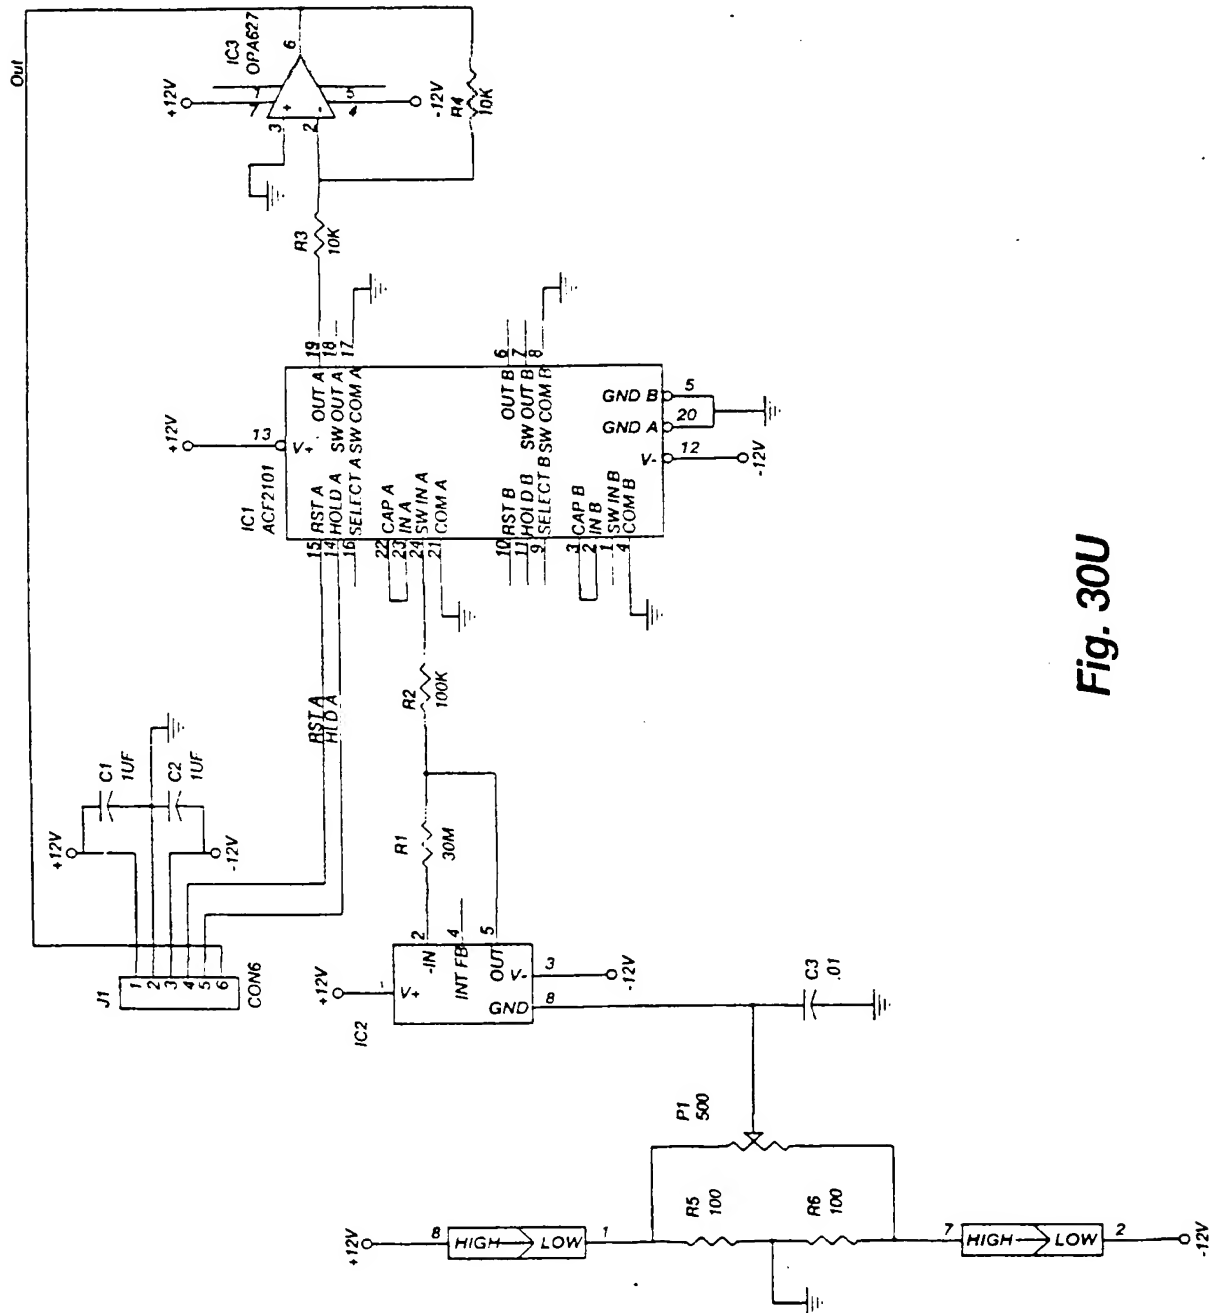 Out
IC3
OPA627
+12V
7
1
6
3
+
2
-
5
4
-12V
R4
10K
R3
10K
+12V
13
V+
IC1
ACF2101
15 RST A
14 HOLD A
16 SELECT A
22 CAP A
23 IN A
24 SW IN A
21 COM A
10 RST B
11 HOLD B
9 SELECT B
3 CAP B
2 IN B
1 SW IN B
4 COM B
OUT A 19
SW OUT A 18
SW COM A 17
OUT B 6
SW OUT B 7
SW COM B 8
GND B 5
GND A 20
V- 12
-12V
RST A
HLD A
R2
100K
R1
30M
C1
1UF
C2
1UF
+12V
-12V
J1
1
2
3
4
5
6
CON6
+12V
1
V+
IC2
-IN 2
INT FB 4
OUT 5
V- 3
GND 8
-12V
C3
.01
P1
500
R5
100
R6
100
+12V
8
HIGH LOW
1
7
HIGH LOW
2
-12V
Fig. 30U